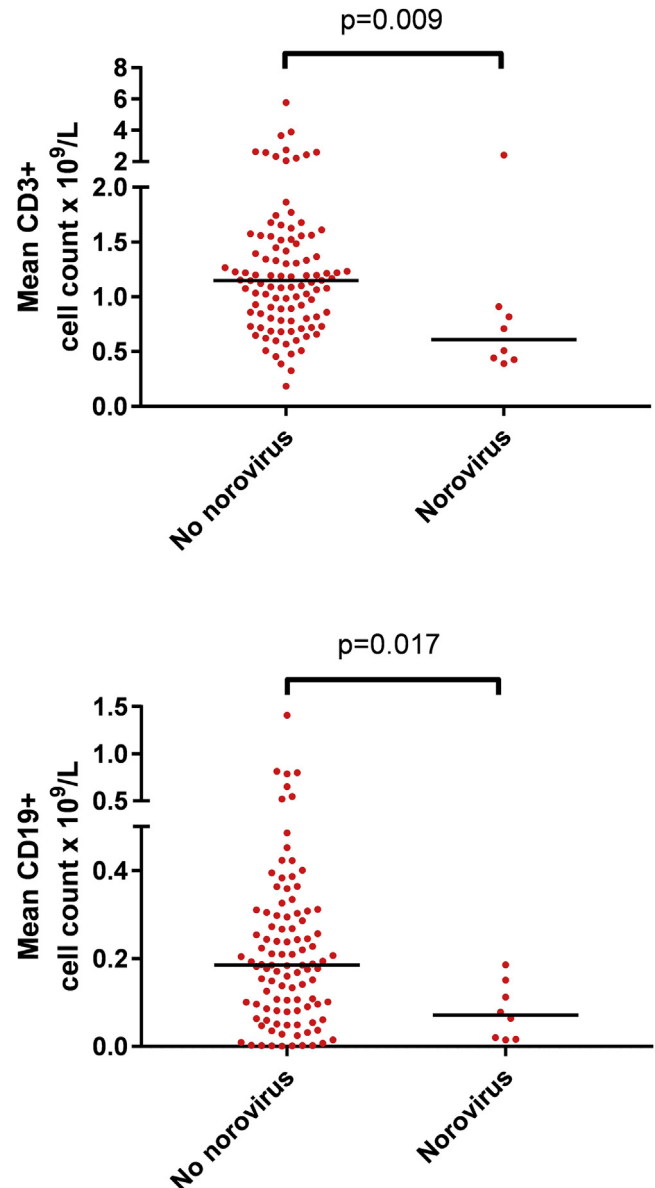 p=0.009
Mean CD3+
cell count x 10⁹/L
8
6
4
2
2.0
1.5
1.0
0.5
0.0
No norovirus
Norovirus
p=0.017
Mean CD19+
cell count x 10⁹/L
1.5
1.0
0.5
0.4
0.2
0.0
No norovirus
Norovirus